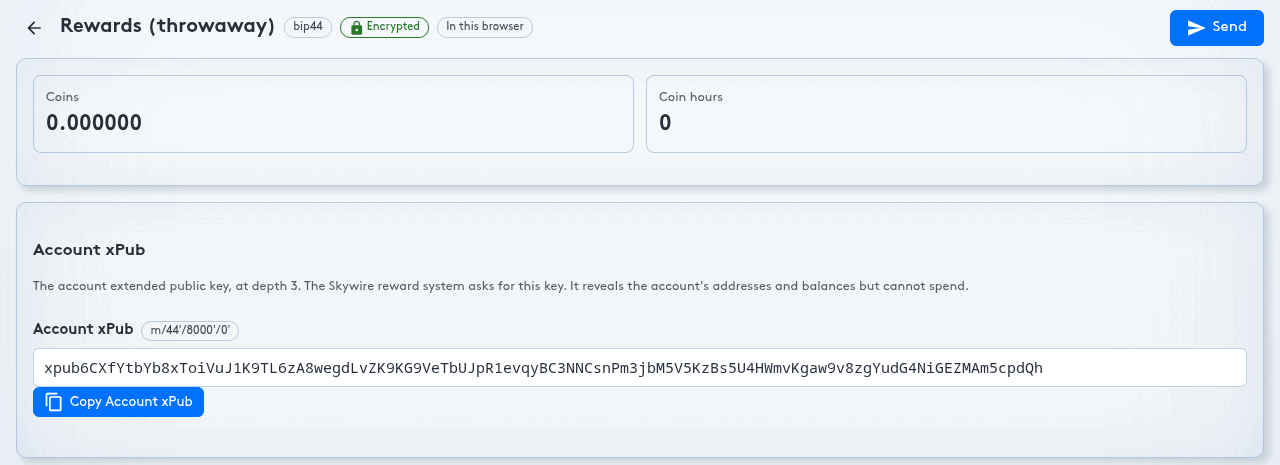 Rewards (throwaway) bip44 Encrypted In this browser Send
Coins
0.000000
Coin hours
0
Account xPub
The account extended public key, at depth 3. The Skywire reward system asks for this key. It reveals the account's addresses and balances but cannot spend.
Account xPub m/44'/8000'/0'
xpub6CXfYtbYb8xToiVuJ1K9TL6zA8wegdLvZK9KG9VeTbUJpR1evqyBC3NNCsnPm3jbM5V5KzBs5U4HWmvKgaw9v8zgYudG4NiGEZMAm5cpdQh
Copy Account xPub